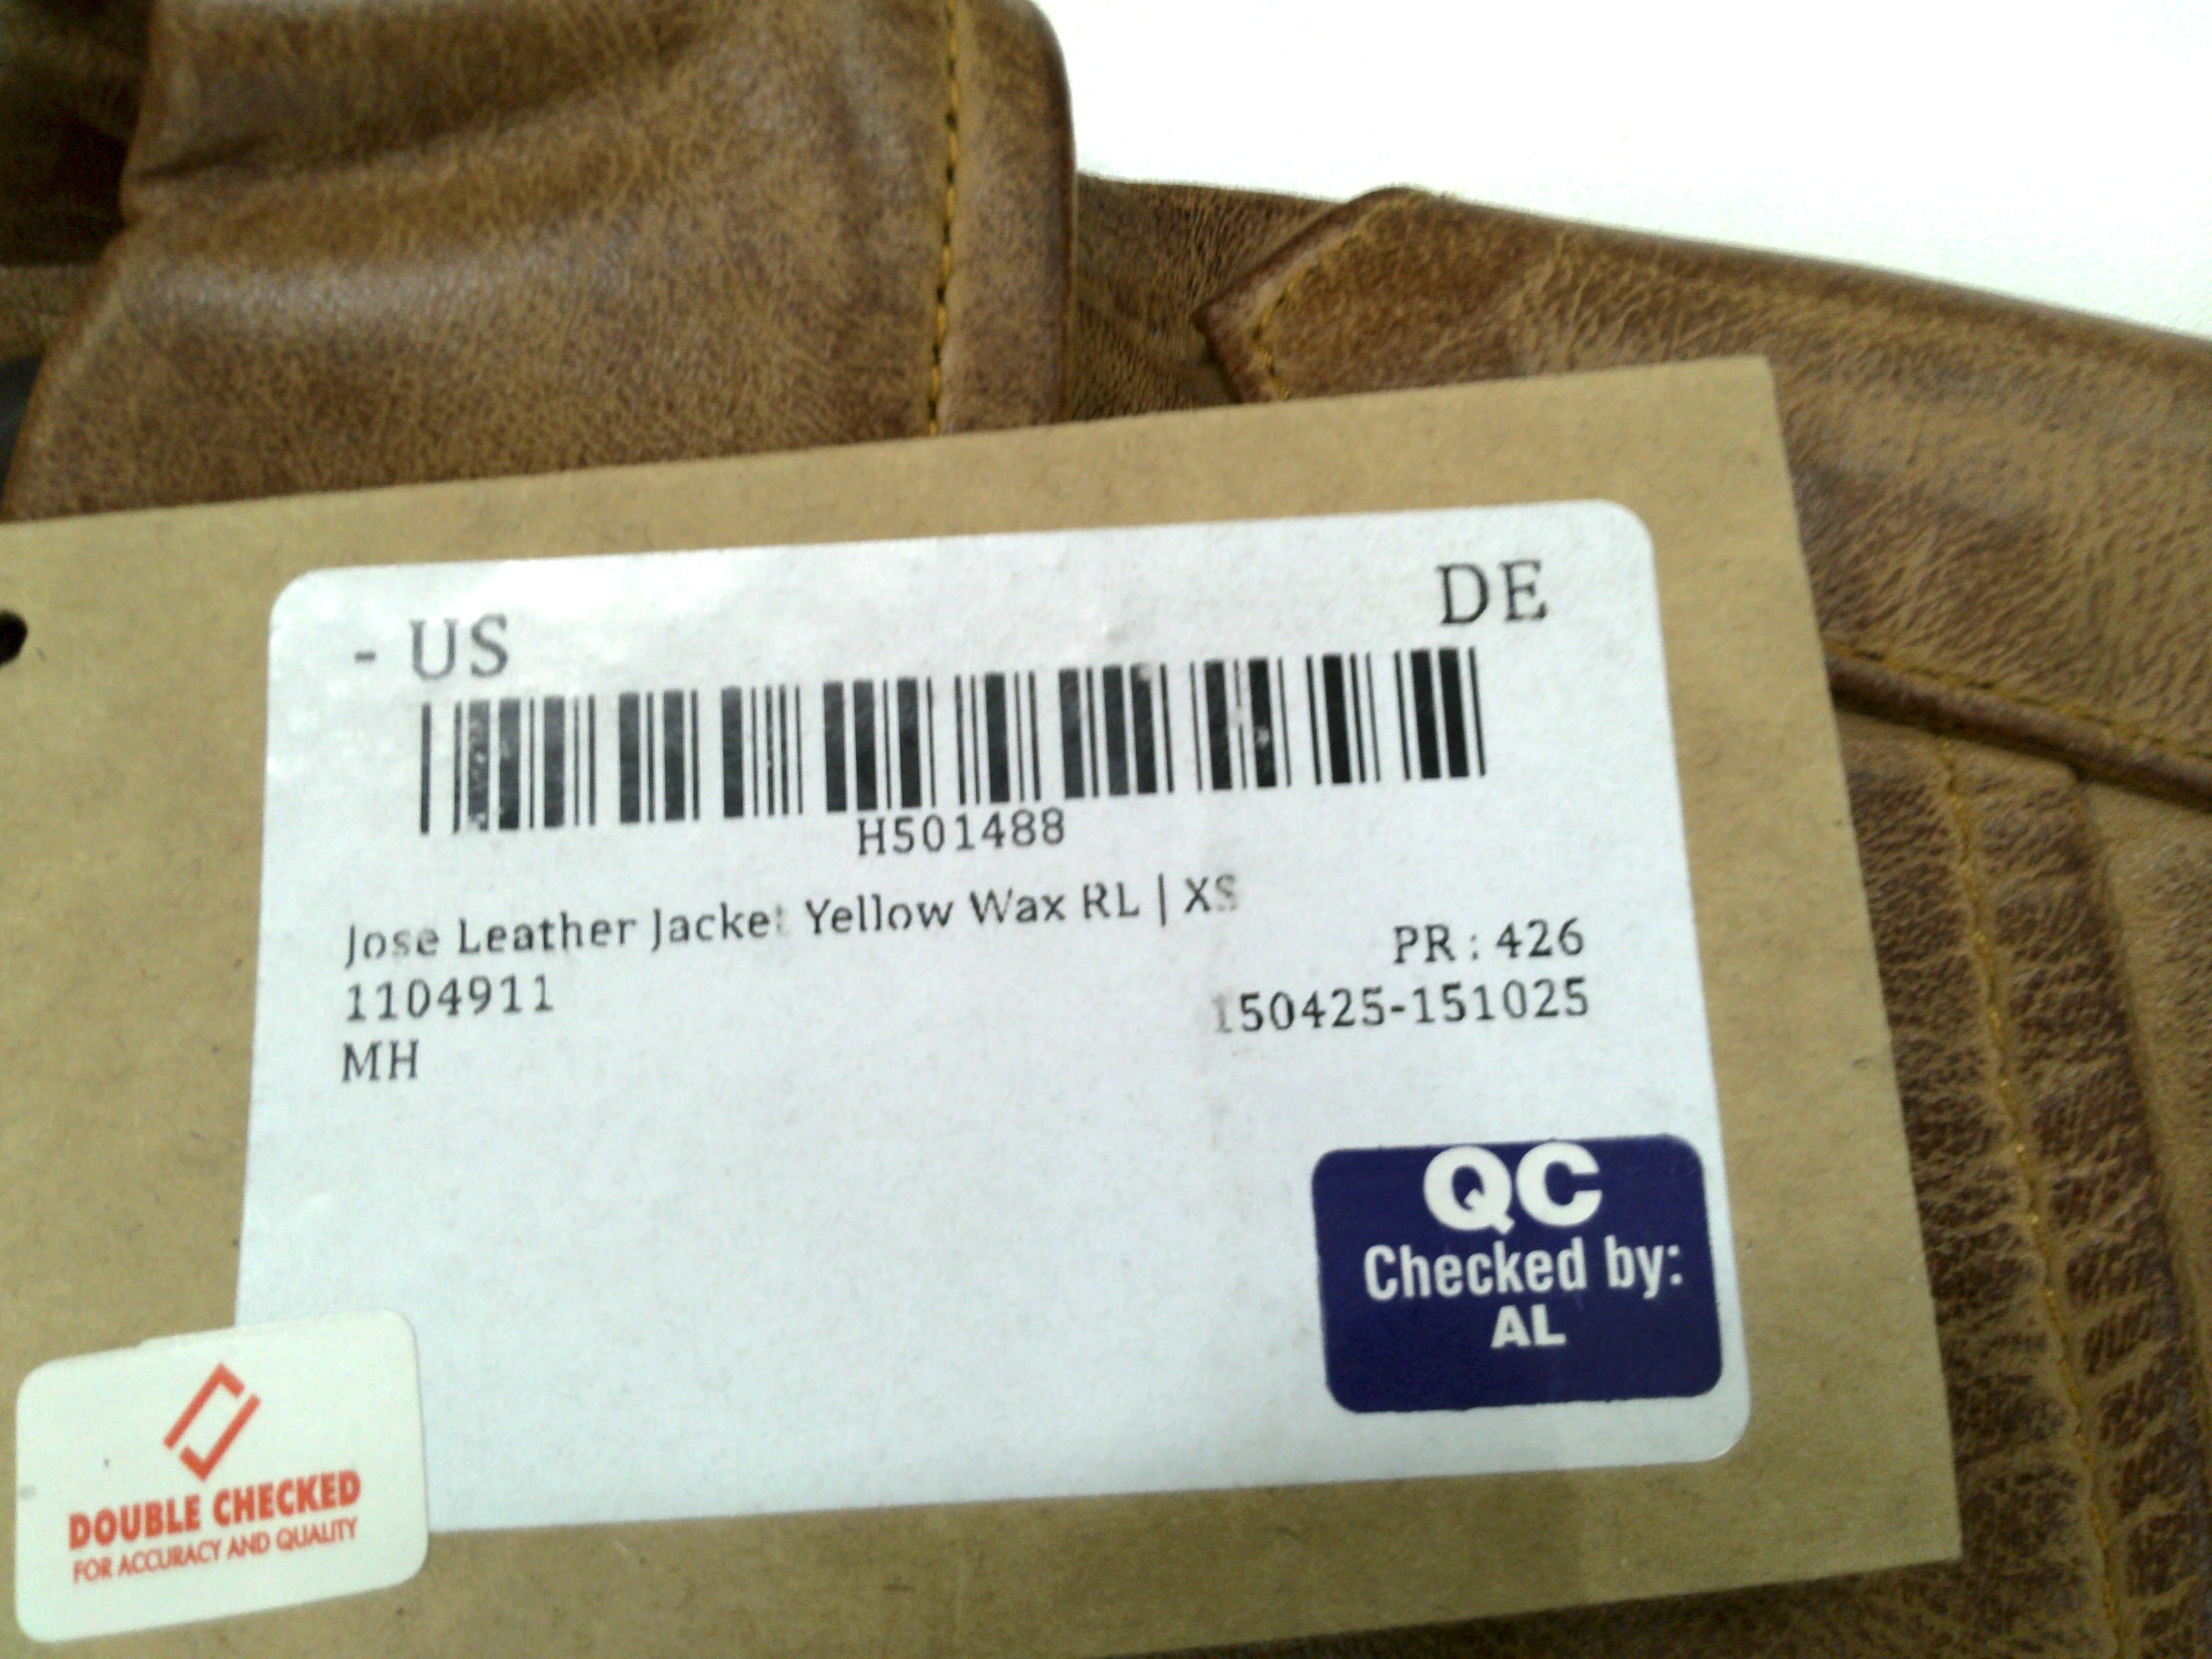 - US DE
H501488
Jose Leather Jacket Yellow Wax RL | XS
PR : 426
1104911
150425-151025
MH
QC
Checked by:
AL
DOUBLE CHECKED
FOR ACCURACY AND QUALITY